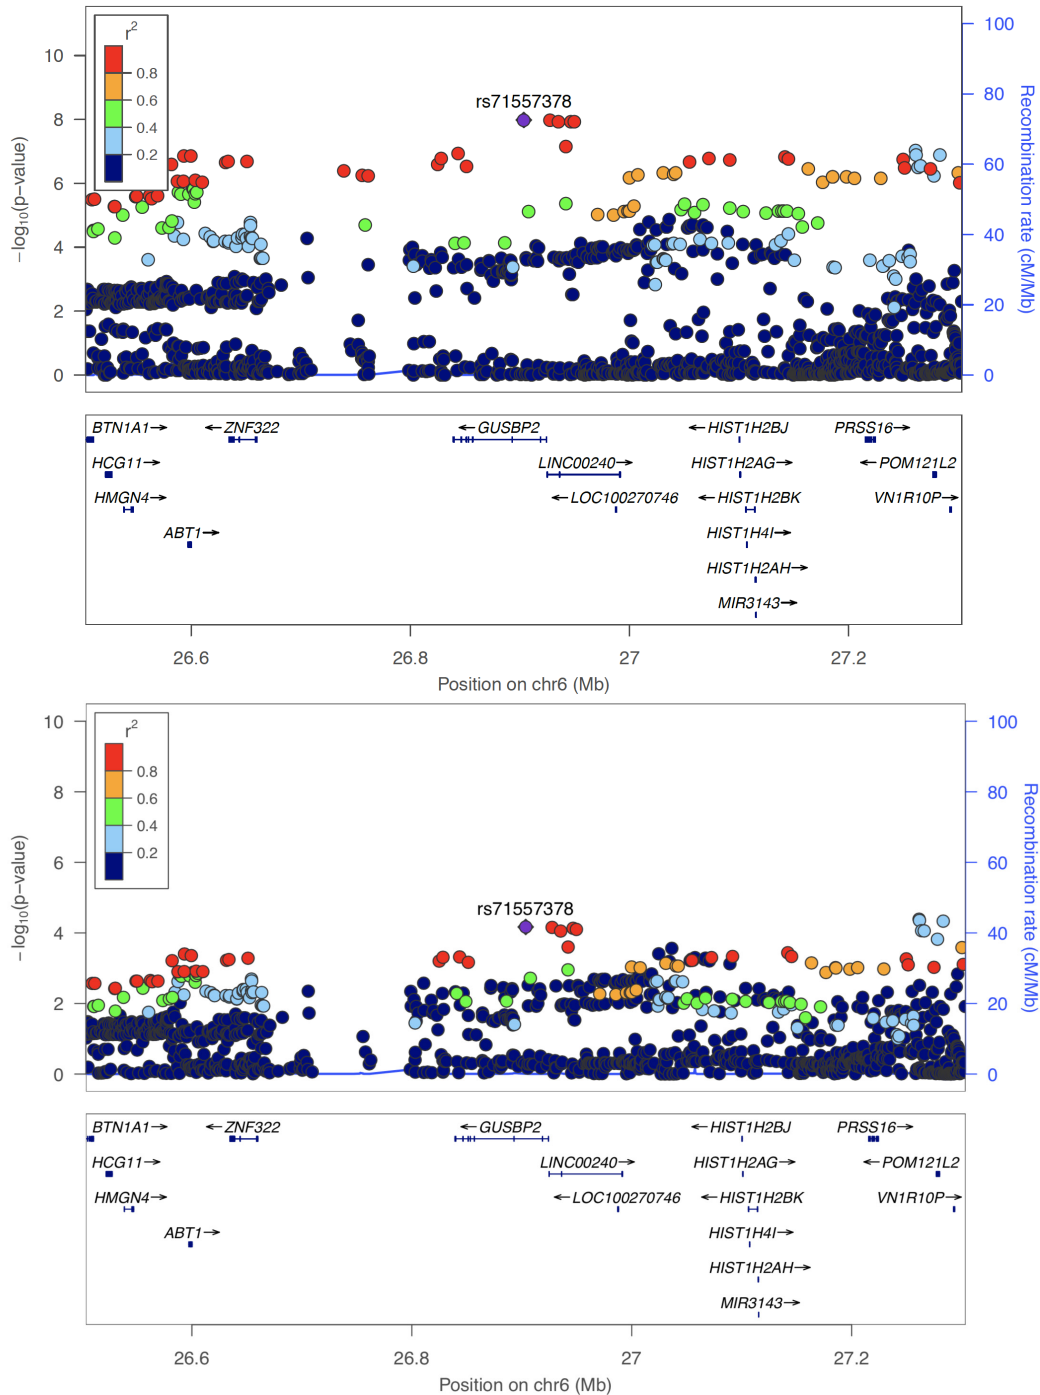 r2
0.8
0.6
0.4
0.2
rs71557378
10
8
6
4
2
0
−log10(p−value)
100
80
60
40
20
0
Recombination rate (cM/Mb)
BTN1A1→ ←ZNF322 ←GUSBP2 ←HIST1H2BJ PRSS16→
HCG11→ LINC00240→ HIST1H2AG→ ←POM121L2
HMGN4→ ←LOC100270746 ←HIST1H2BK VN1R10P→
ABT1→ HIST1H4I→
HIST1H2AH→
MIR3143→
26.6 26.8 27 27.2
Position on chr6 (Mb)
r2
0.8
0.6
0.4
0.2
rs71557378
10
8
6
4
2
0
−log10(p−value)
100
80
60
40
20
0
Recombination rate (cM/Mb)
BTN1A1→ ←ZNF322 ←GUSBP2 ←HIST1H2BJ PRSS16→
HCG11→ LINC00240→ HIST1H2AG→ ←POM121L2
HMGN4→ ←LOC100270746 ←HIST1H2BK VN1R10P→
ABT1→ HIST1H4I→
HIST1H2AH→
MIR3143→
26.6 26.8 27 27.2
Position on chr6 (Mb)